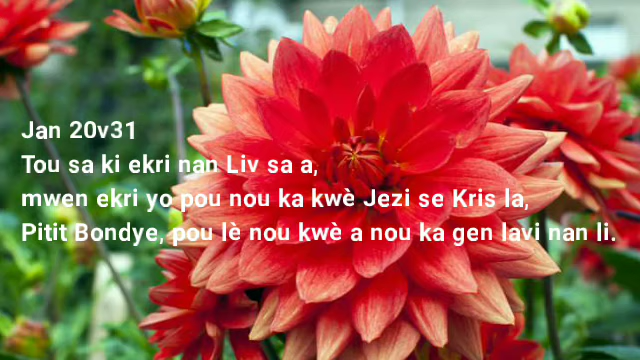 Jan 20v31
Tou sa ki ekri nan Liv sa a,
mwen ekri yo pou nou ka kwè Jezi se Kris la,
Pitit Bondye, pou lè nou kwè a nou ka gen lavi nan li.